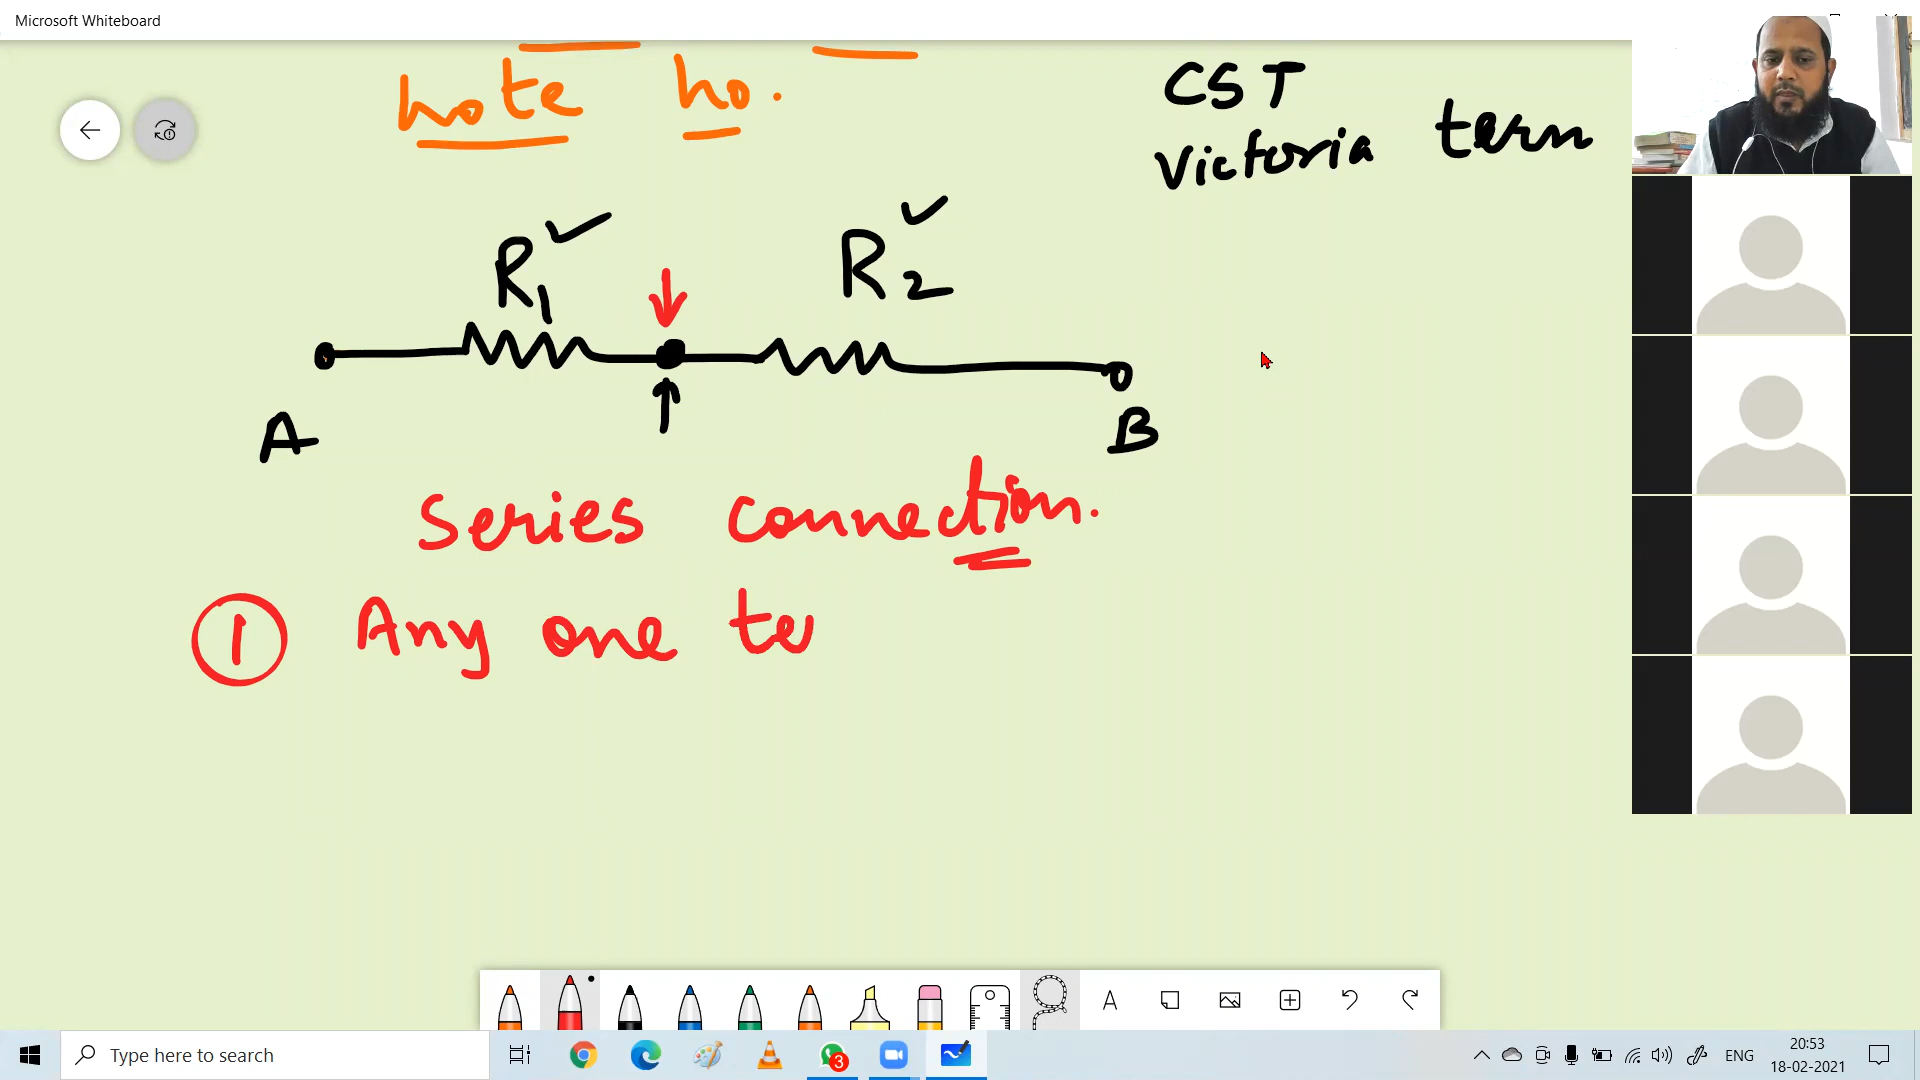 Microsoft Whiteboard
hote ho.
CST
Victoria term
R1 R2
A B
Series connection.
1 Any one te
A
3
Type here to search
ENG
20:53
18-02-2021